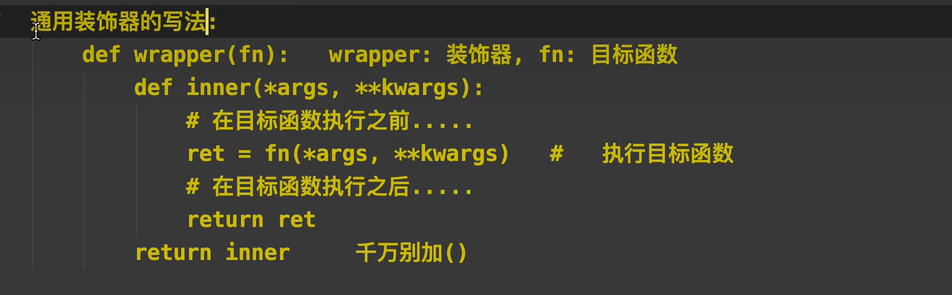 通用装饰器的写法:
def wrapper(fn):   wrapper: 装饰器, fn: 目标函数
def inner(*args, **kwargs):
# 在目标函数执行之前.....
ret = fn(*args, **kwargs)   #   执行目标函数
# 在目标函数执行之后.....
return ret
return inner     千万别加()